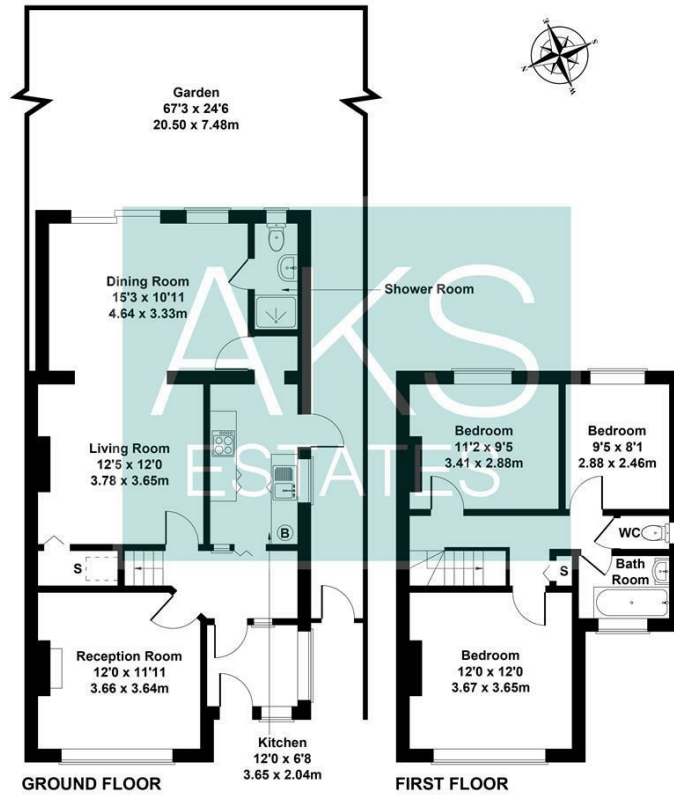 Garden
67'3 x 24'6
20.50 x 7.48m
Dining Room
15'3 x 10'11
4.64 x 3.33m
Shower Room
AKS
ESTATES
Living Room
12'5 x 12'0
3.78 x 3.65m
B
S
Reception Room
12'0 x 11'11
3.66 x 3.64m
Kitchen
12'0 x 6'8
3.65 x 2.04m
GROUND FLOOR
Bedroom
11'2 x 9'5
3.41 x 2.88m
Bedroom
9'5 x 8'1
2.88 x 2.46m
WC
Bath
Room
S
Bedroom
12'0 x 12'0
3.67 x 3.65m
FIRST FLOOR